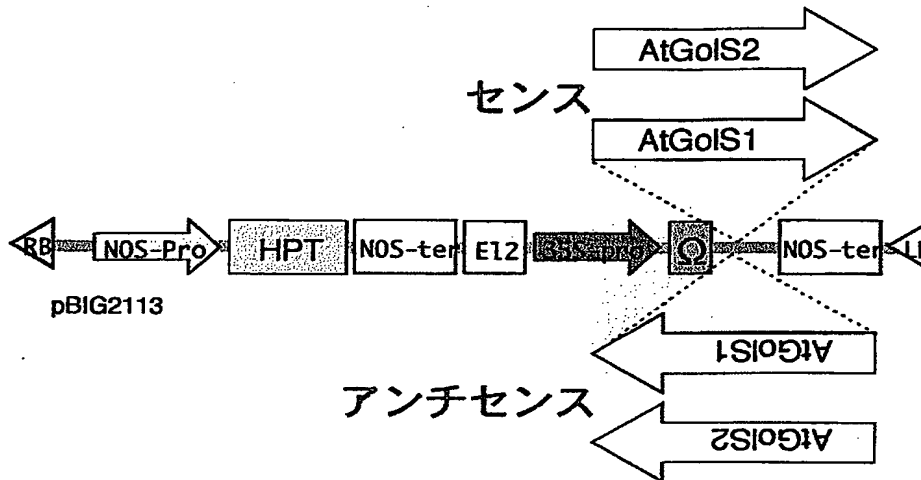 AtGolS2
センス
AtGolS1
RB NOS-Pro HPT NOS-ter El2 35S-pro Ω NOS-ter
pBIG2113
AtGolS1
アンチセンス
AtGolS2